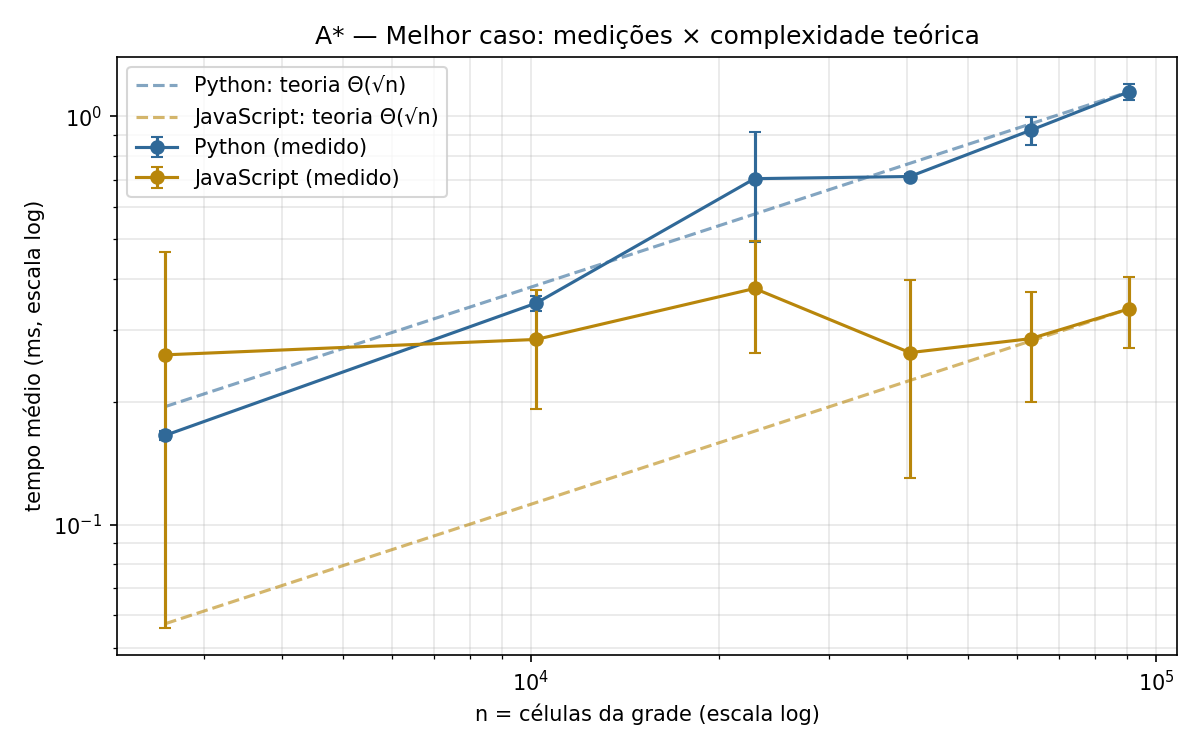 A* — Melhor caso: medições × complexidade teórica
Python: teoria Θ(√n)
JavaScript: teoria Θ(√n)
Python (medido)
JavaScript (medido)
tempo médio (ms, escala log)
10⁰
10⁻¹
10⁴
10⁵
n = células da grade (escala log)